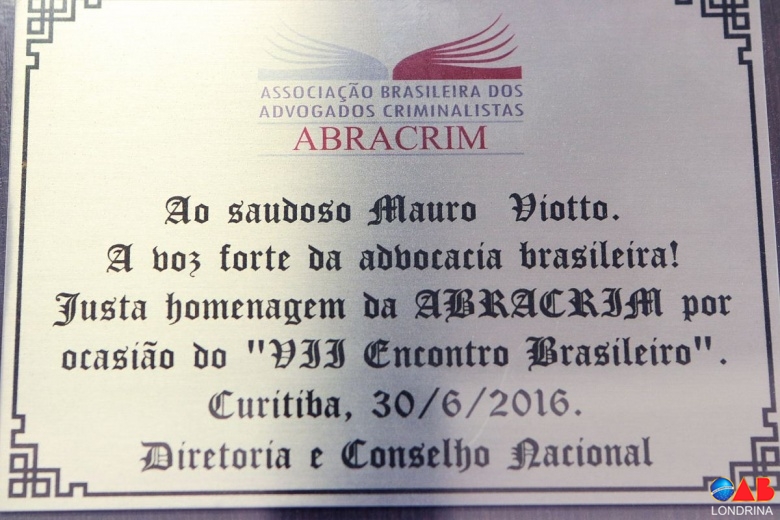 ASSOCIAÇÃO BRASILEIRA DOS
ADVOGADOS CRIMINALISTAS
ABRACRIM
Ao saudoso Mauro Viotto.
A voz forte da advocacia brasileira!
Justa homenagem da ABRACRIM por
ocasião do "VII Encontro Brasileiro".
Curitiba, 30/6/2016.
Diretoria e Conselho Nacional
OAB
LONDRINA